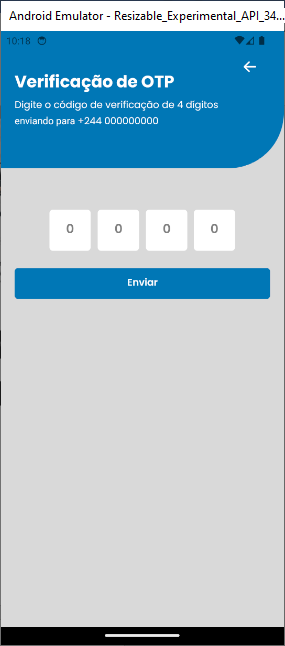 Android Emulator - Resizable_Experimental_API_34...
10:18
Verificação de OTP
Digite o código de verificação de 4 dígitos
enviando para +244 000000000
0 0 0 0
Enviar